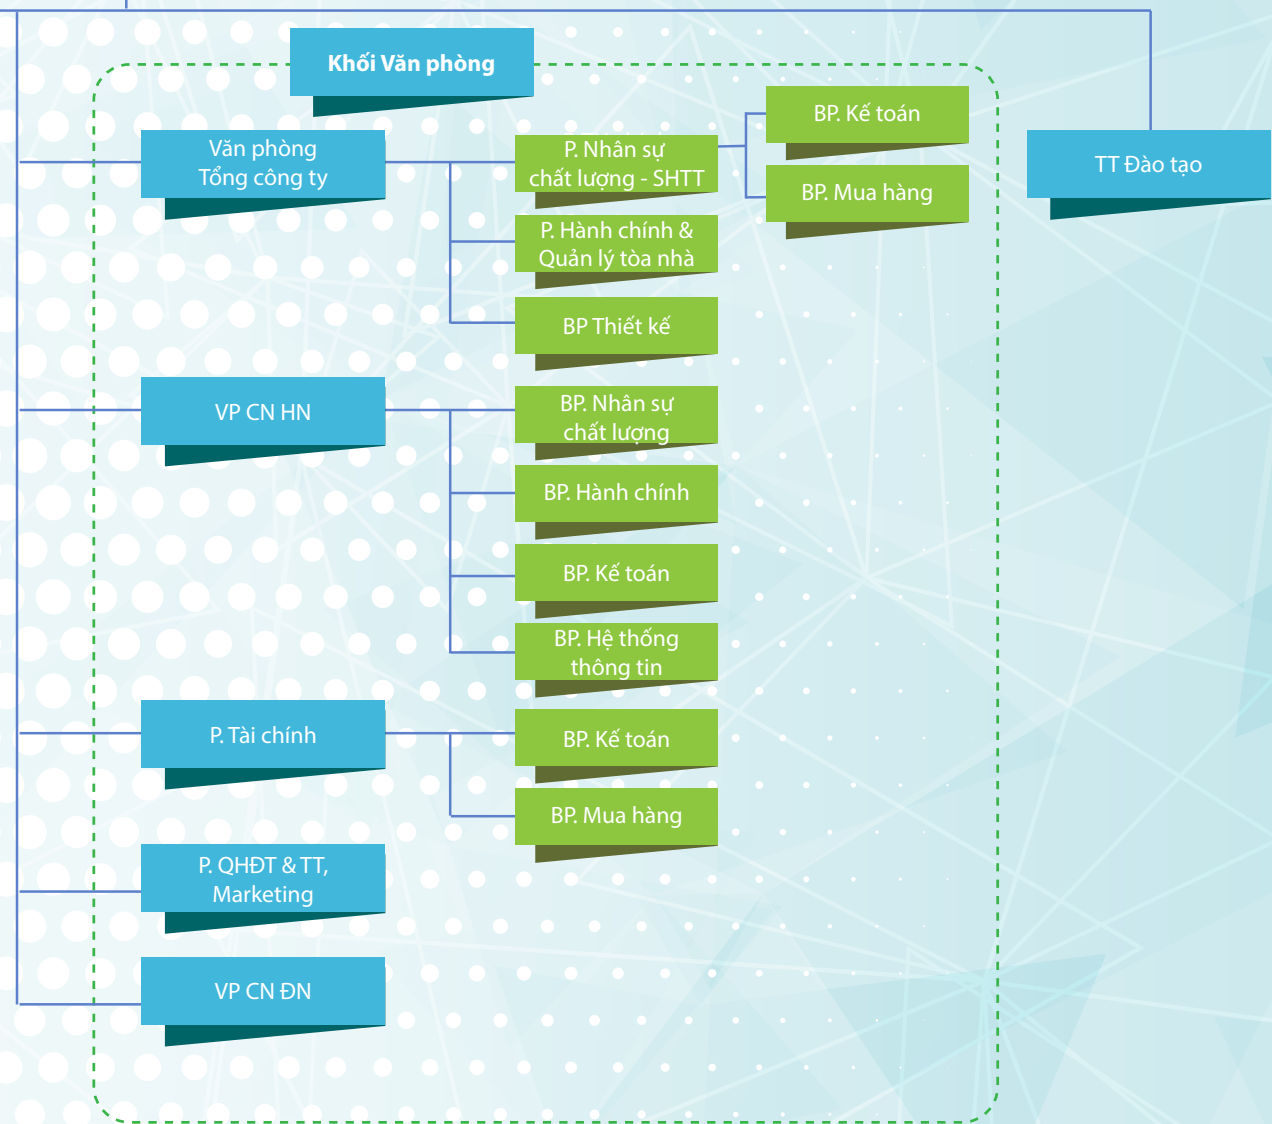 Khối Văn phòng
Văn phòng
Tổng công ty
P. Nhân sự
chất lượng - SHTT
BP. Kế toán
BP. Mua hàng
TT Đào tạo
P. Hành chính &
Quản lý tòa nhà
BP Thiết kế
VP CN HN
BP. Nhân sự
chất lượng
BP. Hành chính
BP. Kế toán
BP. Hệ thống
thông tin
P. Tài chính
BP. Kế toán
BP. Mua hàng
P. QHĐT & TT,
Marketing
VP CN ĐN